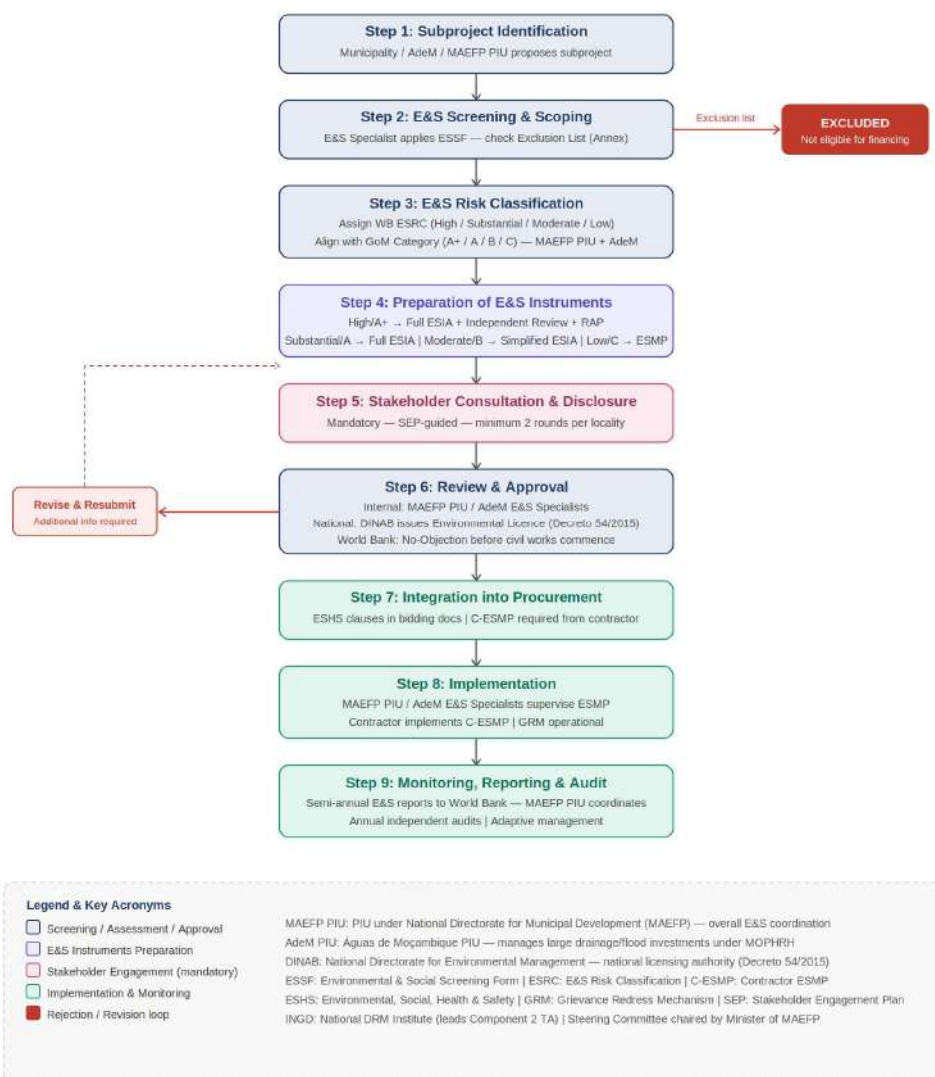 Step 1: Subproject Identification
Municipality / AdeM / MAEFP PIU proposes subproject
Step 2: E&S Screening & Scoping
E&S Specialist applies ESSF — check Exclusion List (Annex)
Exclusion list
EXCLUDED
Not eligible for financing
Step 3: E&S Risk Classification
Assign WB ESRC (High / Substantial / Moderate / Low)
Align with GoM Category (A+ / A / B / C) — MAEFP PIU + AdeM
Step 4: Preparation of E&S Instruments
High/A+ → Full ESIA + Independent Review + RAP
Substantial/A → Full ESIA | Moderate/B → Simplified ESIA | Low/C → ESMP
Step 5: Stakeholder Consultation & Disclosure
Mandatory — SEP-guided — minimum 2 rounds per locality
Step 6: Review & Approval
Internal: MAEFP PIU / AdeM E&S Specialists
National: DINAB issues Environmental Licence (Decreto 54/2015)
World Bank: No-Objection before civil works commence
Revise & Resubmit
Additional info required
Step 7: Integration into Procurement
ESHS clauses in bidding docs | C-ESMP required from contractor
Step 8: Implementation
MAEFP PIU / AdeM E&S Specialists supervise ESMP
Contractor implements C-ESMP | GRM operational
Step 9: Monitoring, Reporting & Audit
Semi-annual E&S reports to World Bank — MAEFP PIU coordinates
Annual independent audits | Adaptive management
Legend & Key Acronyms
Screening / Assessment / Approval
E&S Instruments Preparation
Stakeholder Engagement (mandatory)
Implementation & Monitoring
Rejection / Revision loop
MAEFP PIU: PIU under National Directorate for Municipal Development (MAEFP) — overall E&S coordination
AdeM PIU: Águas de Moçambique PIU — manages large drainage/flood investments under MOPHRH
DINAB: National Directorate for Environmental Management — national licensing authority (Decreto 54/2015)
ESSF: Environmental & Social Screening Form | ESRC: E&S Risk Classification | C-ESMP: Contractor ESMP
ESHS: Environmental, Social, Health & Safety | GRM: Grievance Redress Mechanism | SEP: Stakeholder Engagement Plan
INGD: National DRM Institute (leads Component 2 TA) | Steering Committee chaired by Minister of MAEFP